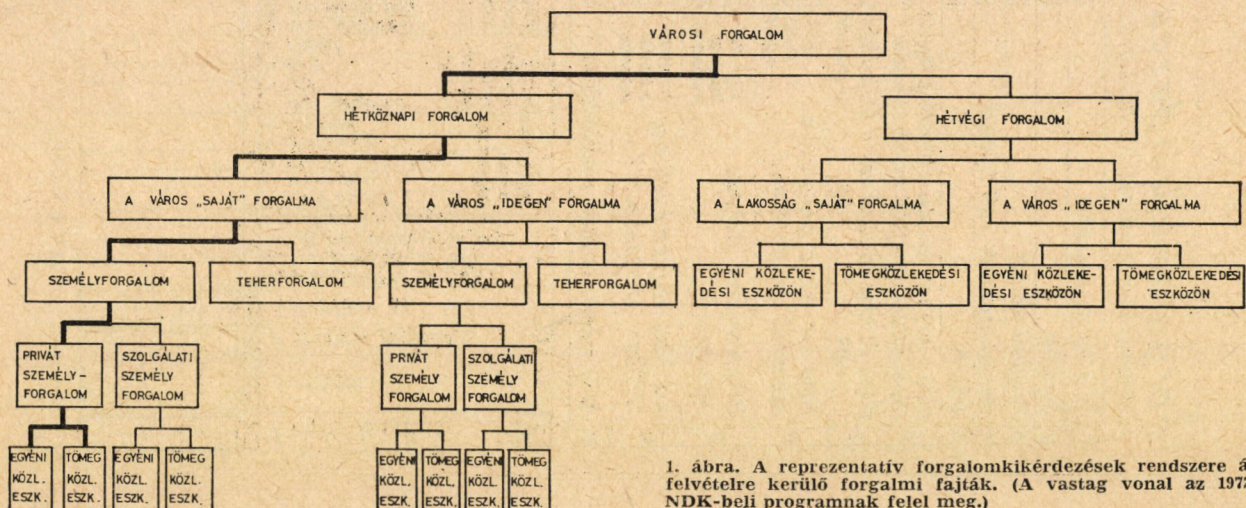 VÁROSI FORGALOM
HÉTKÖZNAPI FORGALOM
HÉTVÉGI FORGALOM
A VÁROS „SAJÁT" FORGALMA
A VÁROS „IDEGEN" FORGALMA
A LAKOSSÁG „SAJÁT" FORGALMA
A VÁROS „IDEGEN" FORGALMA
SZEMÉLYFORGALOM
TEHERFORGALOM
SZEMÉLYFORGALOM
TEHERFORGALOM
EGYÉNI KÖZLEKE-
DÉSI ESZKÖZÖN
TÖMEGKÖZLEKEDÉSI
ESZKÖZÖN
EGYÉNI KÖZLEKE-
DÉSI ESZKÖZÖN
TÖMEGKÖZLEKEDÉSI
ESZKÖZÖN
PRIVÁT
SZEMÉLY-
FORGALOM
SZOLGÁLATI
SZEMÉLY
FORGALOM
PRIVÁT
SZEMÉLY
FORGALOM
SZOLGÁLATI
SZEMÉLY
FORGALOM
EGYÉNI
KÖZL.
ESZK.
TÖMEG
KÖZL.
ESZK.
EGYÉNI
KÖZL.
ESZK.
TÖMEG
KÖZL.
ESZK.
EGYÉNI
KÖZL.
ESZK.
TÖMEG
KÖZL.
ESZK.
EGYÉNI
KÖZL.
ESZK.
TÖMEG
KÖZL.
ESZK.
1. ábra. A reprezentatív forgalomkikérdezések rendszere
felvételre kerülő forgalmi fajták. (A vastag vonal az
NDK-beli programnak felel meg.)